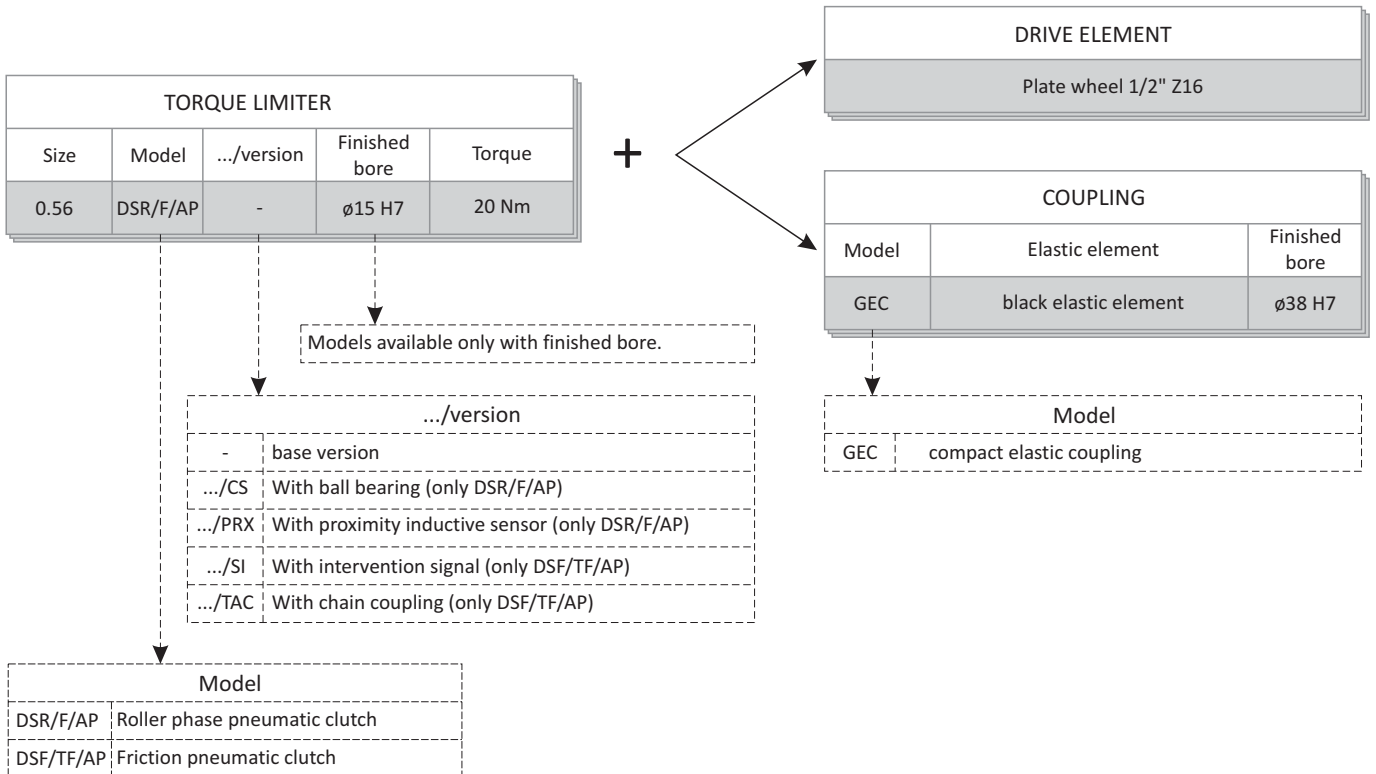 TORQUE LIMITER
Size Model .../version Finished bore Torque
0.56 DSR/F/AP - ø15 H7 20 Nm
+
DRIVE ELEMENT
Plate wheel 1/2" Z16
COUPLING
Model Elastic element Finished bore
GEC black elastic element ø38 H7
Models available only with finished bore.
.../version
- base version
.../CS With ball bearing (only DSR/F/AP)
.../PRX With proximity inductive sensor (only DSR/F/AP)
.../SI With intervention signal (only DSF/TF/AP)
.../TAC With chain coupling (only DSF/TF/AP)
Model
GEC compact elastic coupling
Model
DSR/F/AP Roller phase pneumatic clutch
DSF/TF/AP Friction pneumatic clutch